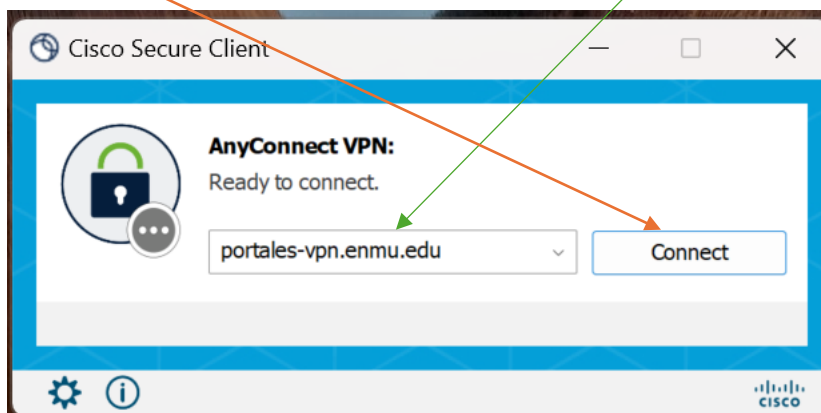 Cisco Secure Client
AnyConnect VPN:
Ready to connect.
portales-vpn.enmu.edu
Connect
CISCO